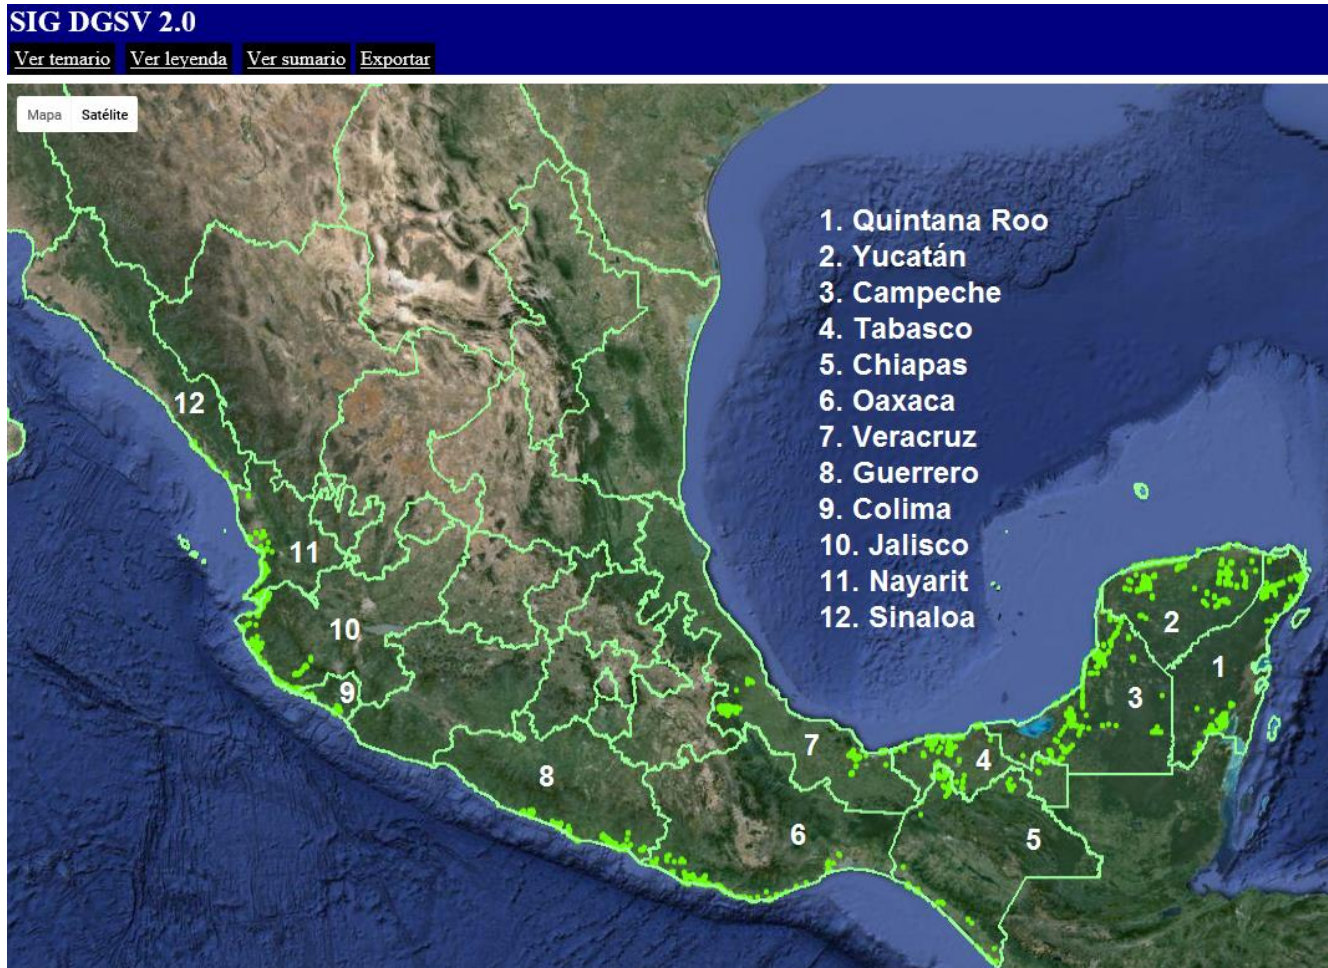 SIG DGSV 2.0
Ver temario Ver leyenda Ver sumario Exportar
Mapa Satélite
1. Quintana Roo
2. Yucatán
3. Campeche
4. Tabasco
5. Chiapas
6. Oaxaca
7. Veracruz
8. Guerrero
9. Colima
10. Jalisco
11. Nayarit
12. Sinaloa
12
11
10
9
8
7
6
5
4
3
2
1